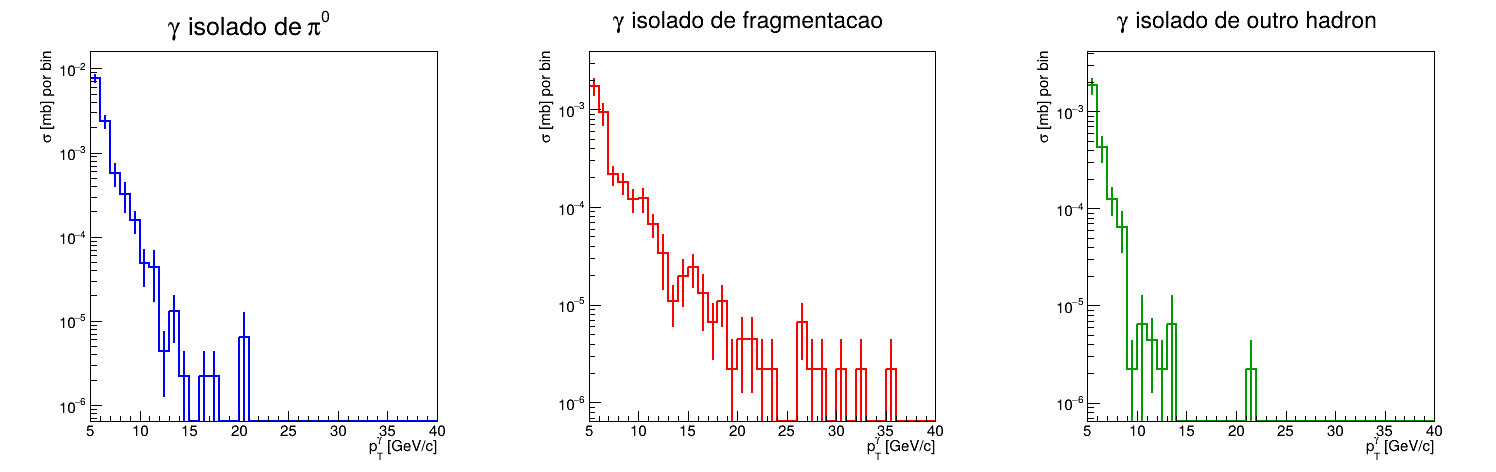 γ isolado de π⁰
σ [mb] por bin
10⁻²
10⁻³
10⁻⁴
10⁻⁵
10⁻⁶
5 10 15 20 25 30 35 40
p_T^γ [GeV/c]
γ isolado de fragmentacao
σ [mb] por bin
10⁻³
10⁻⁴
10⁻⁵
10⁻⁶
5 10 15 20 25 30 35 40
p_T^γ [GeV/c]
γ isolado de outro hadron
σ [mb] por bin
10⁻³
10⁻⁴
10⁻⁵
10⁻⁶
5 10 15 20 25 30 35 40
p_T^γ [GeV/c]